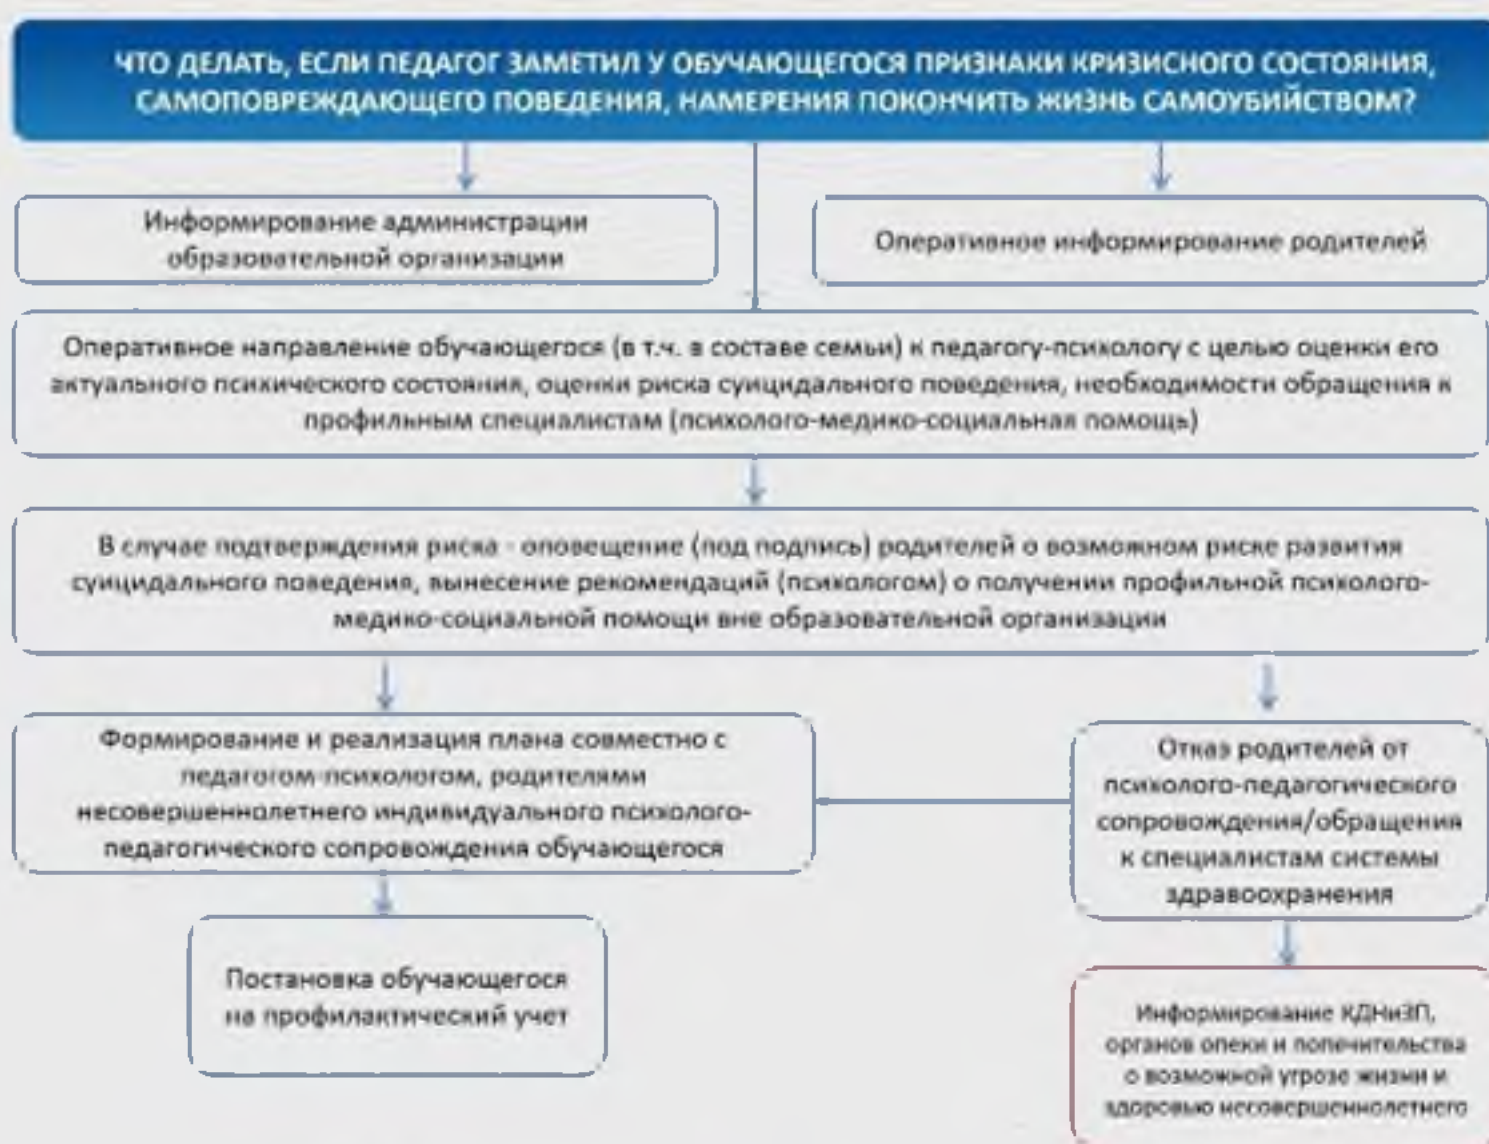 ЧТО ДЕЛАТЬ, ЕСЛИ ПЕДАГОГ ЗАМЕТИЛ У ОБУЧАЮЩЕГОСЯ ПРИЗНАКИ КРИЗИСНОГО СОСТОЯНИЯ,
САМОПОВРЕЖДАЮЩЕГО ПОВЕДЕНИЯ, НАМЕРЕНИЯ ПОКОНЧИТЬ ЖИЗНЬ САМОУБИЙСТВОМ?
Информирование администрации
образовательной организации
Оперативное информирование родителей
Оперативное направление обучающегося (в т.ч. в составе семьи) к педагогу-психологу с целью оценки его
актуального психического состояния, оценки риска суицидального поведения, необходимости обращения к
профильным специалистам (психолого-медико-социальная помощь)
В случае подтверждения риска - оповещение (под подпись) родителей о возможном риске развития
суицидального поведения, вынесение рекомендаций (психологом) о получении профильной психолого-
медико-социальной помощи вне образовательной организации
Формирование и реализация плана совместно с
педагогом-психологом, родителями
несовершеннолетнего индивидуального психолого-
педагогического сопровождения обучающегося
Отказ родителей от
психолого-педагогического
сопровождения/обращения
к специалистам системы
здравоохранения
Постановка обучающегося
на профилактический учет
Информирование КДНиЗП,
органов опеки и попечительства
о возможной угрозе жизни и
здоровью несовершеннолетнего